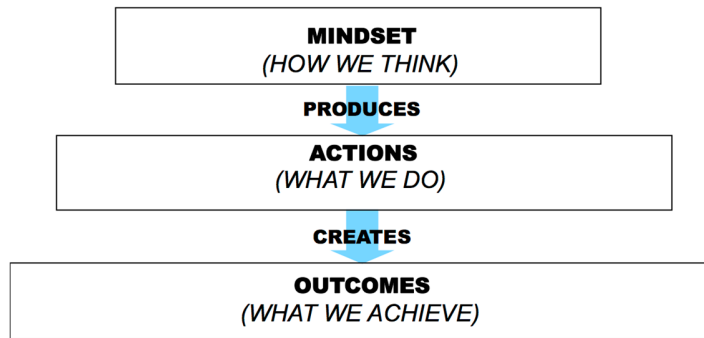 MINDSET
(HOW WE THINK)
PRODUCES
ACTIONS
(WHAT WE DO)
CREATES
OUTCOMES
(WHAT WE ACHIEVE)